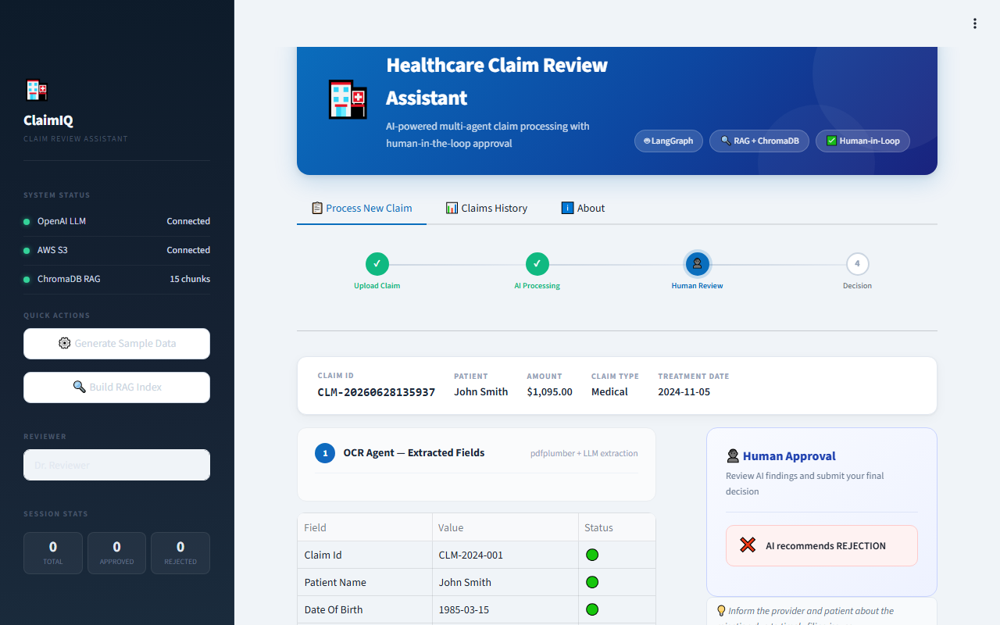 ClaimIQ
CLAIM REVIEW ASSISTANT
SYSTEM STATUS
OpenAI LLM Connected
AWS S3 Connected
ChromaDB RAG 15 chunks
QUICK ACTIONS
Generate Sample Data
Build RAG Index
REVIEWER
Dr. Reviewer
SESSION STATS
0 0 0
TOTAL APPROVED REJECTED
Healthcare Claim Review
Assistant
AI-powered multi-agent claim processing with
human-in-the-loop approval
LangGraph RAG + ChromaDB Human-in-Loop
Process New Claim Claims History About
✓ ✓ 4
Upload Claim AI Processing Human Review Decision
CLAIM ID PATIENT AMOUNT CLAIM TYPE TREATMENT DATE
CLM-20260628135937 John Smith $1,095.00 Medical 2024-11-05
1 OCR Agent — Extracted Fields pdfplumber + LLM extraction
Field Value Status
Claim Id CLM-2024-001
Patient Name John Smith
Date Of Birth 1985-03-15
Human Approval
Review AI findings and submit your final
decision
AI recommends REJECTION
Inform the provider and patient about the